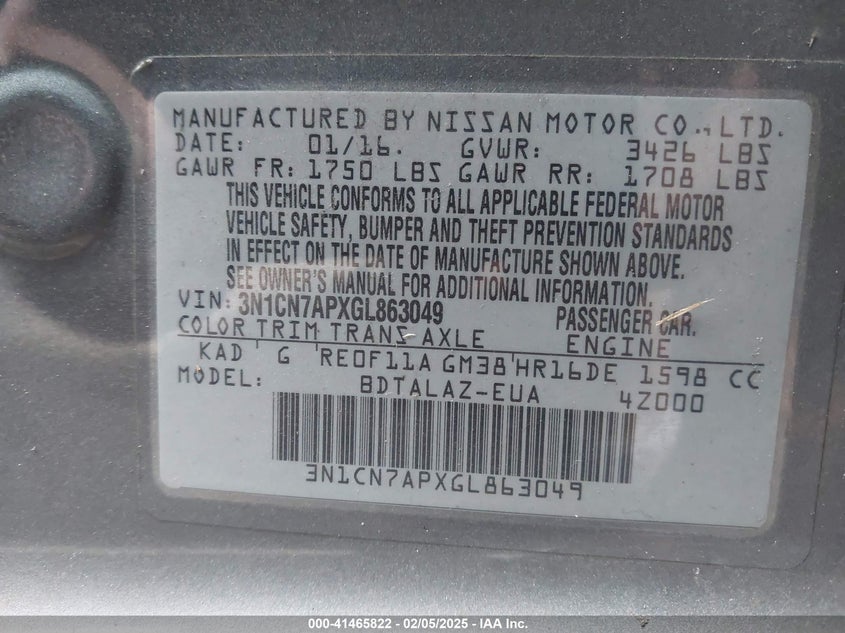 MANUFACTURED BY NISSAN MOTOR CO.,LTD.
DATE: 01/16. GVWR: 3426 LBS
GAWR FR: 1750 LBS GAWR RR: 1708 LBS
THIS VEHICLE CONFORMS TO ALL APPLICABLE FEDERAL MOTOR
VEHICLE SAFETY, BUMPER AND THEFT PREVENTION STANDARDS
IN EFFECT ON THE DATE OF MANUFACTURE SHOWN ABOVE.
SEE OWNER'S MANUAL FOR ADDITIONAL INFORMATION.
VIN: 3N1CN7APXGL863049 PASSENGER CAR.
COLOR TRIM TRANS AXLE ENGINE
KAD G RE0F11A GM38 HR16DE 1598 CC
MODEL: BDTALAZ-EUA 4Z000
3N1CN7APXGL863049
000-41465822 - 02/05/2025 - IAA Inc.